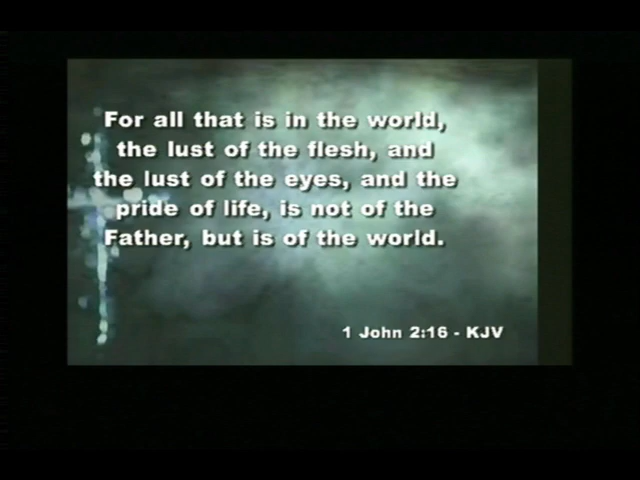 For all that is in the world,
the lust of the flesh, and
the lust of the eyes, and the
pride of life, is not of the
Father, but is of the world.
1 John 2:16 - KJV